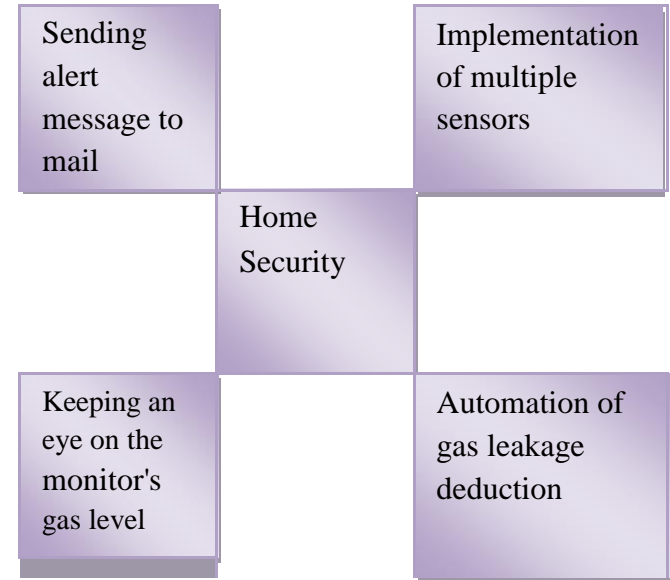 Sending
alert
message to
mail
Implementation
of multiple
sensors
Home
Security
Keeping an
eye on the
monitor's
gas level
Automation of
gas leakage
deduction